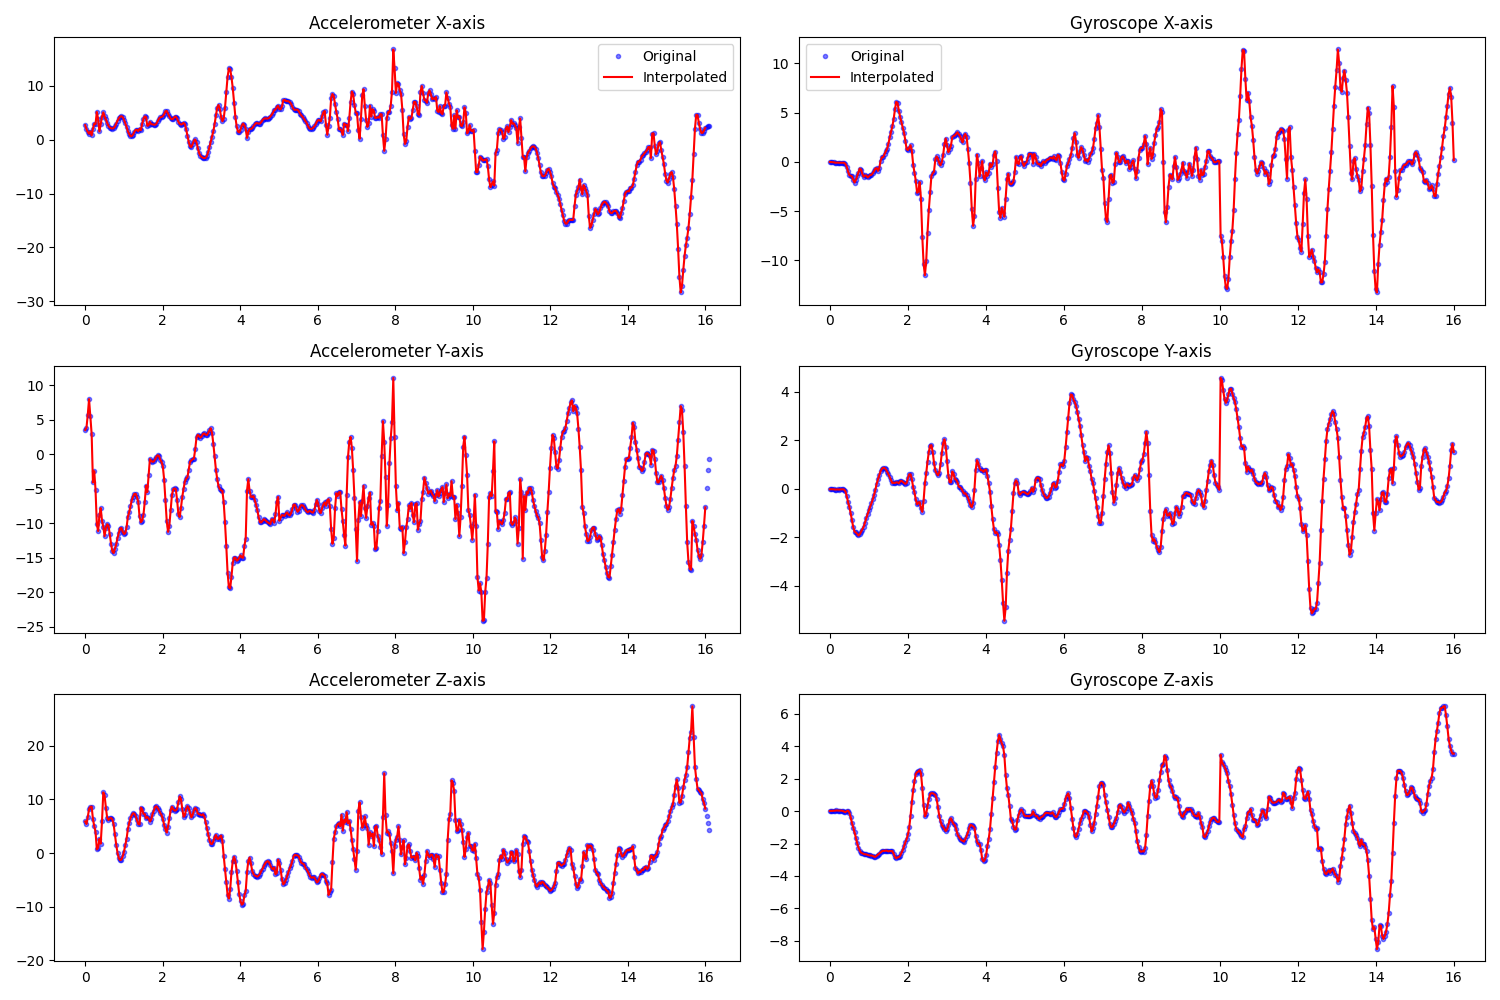 Accelerometer X-axis
Original
Interpolated
10
0
−10
−20
−30
0 2 4 6 8 10 12 14 16
Gyroscope X-axis
Original
Interpolated
10
5
0
−5
−10
0 2 4 6 8 10 12 14 16
Accelerometer Y-axis
10
5
0
−5
−10
−15
−20
−25
0 2 4 6 8 10 12 14 16
Gyroscope Y-axis
4
2
0
−2
−4
0 2 4 6 8 10 12 14 16
Accelerometer Z-axis
20
10
0
−10
−20
0 2 4 6 8 10 12 14 16
Gyroscope Z-axis
6
4
2
0
−2
−4
−6
−8
0 2 4 6 8 10 12 14 16